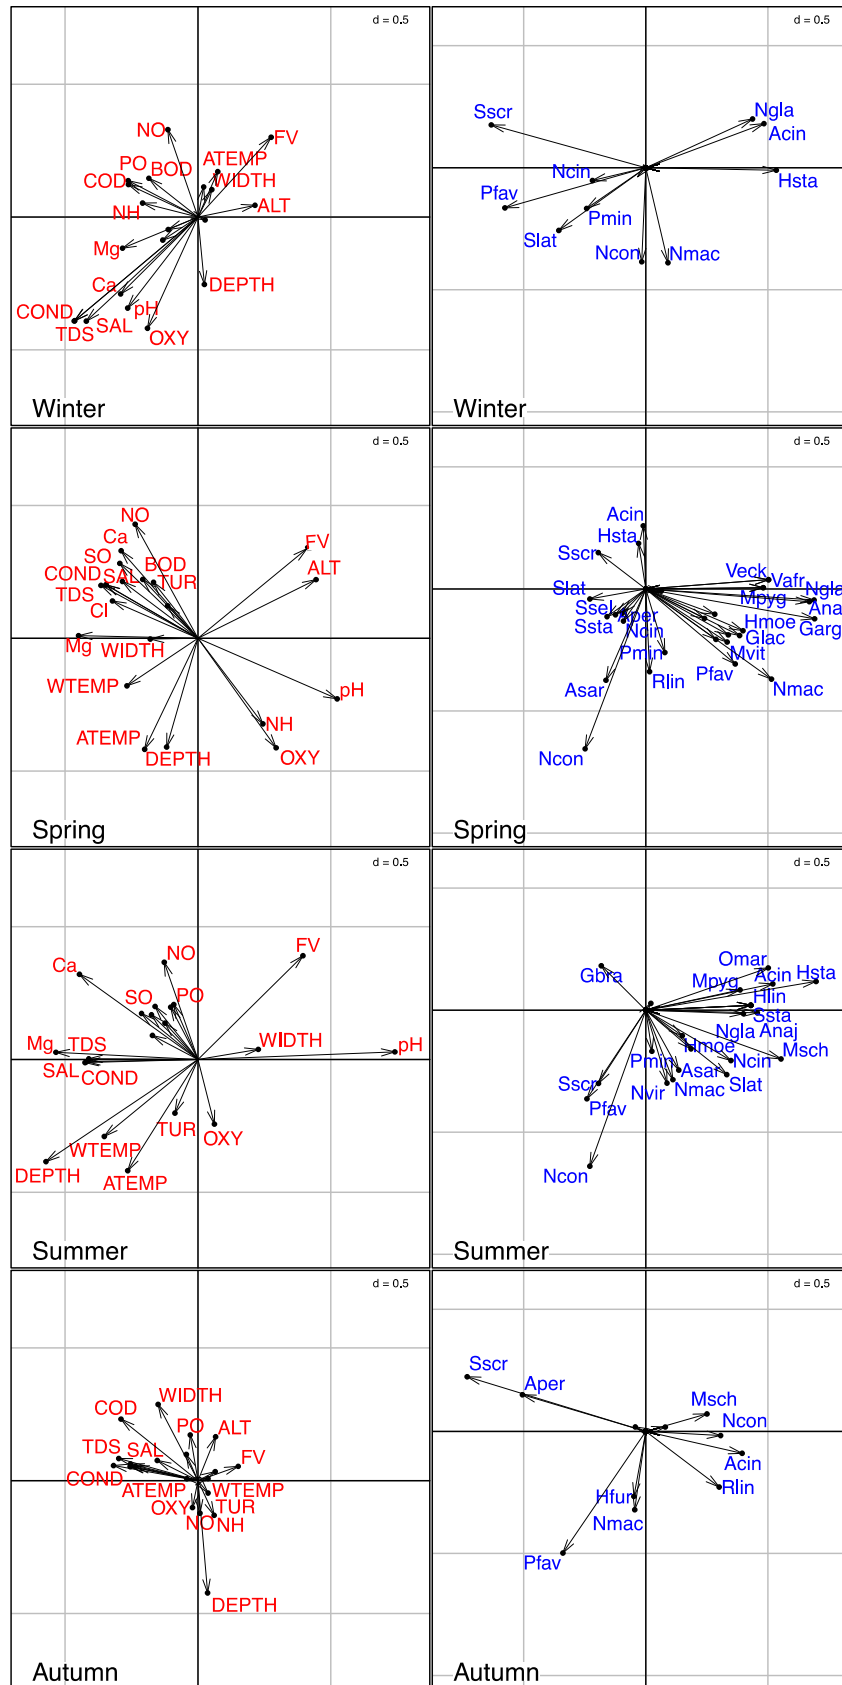 d = 0.5
NO
FV
PO
BOD
ATEMP
COD
WIDTH
NH
ALT
Mg
Ca
DEPTH
COND
pH
TDS
SAL
OXY
Winter
Sscr
Ngla
Acin
Ncin
Hsta
Pfav
Pmin
Slat
Ncon
Nmac
Winter
d = 0.5
NO
Ca
FV
SO
BOD
COND
SAL
TUR
ALT
TDS
Cl
Mg
WIDTH
WTEMP
pH
NH
ATEMP
DEPTH
OXY
Spring
d = 0.5
Acin
Hsta
Sscr
Veck
Vafr
Slat
Mpyg
Ngla
Ssel
Aper
Ana
Ssta
Ncin
Hmoe
Garg
Glac
Pmin
Mvit
Pfav
Rlin
Asar
Nmac
Ncon
Spring
d = 0.5
NO
FV
Ca
SO
PO
WIDTH
Mg
TDS
pH
SAL
COND
TUR
OXY
WTEMP
DEPTH
ATEMP
Summer
d = 0.5
Omar
Gbra
Mpyg
Acin
Hsta
Hlin
Ssta
Ngla
Anaj
Hmoe
Msch
Pmin
Ncin
Asar
Sscr
Nvir
Nmac
Slat
Pfav
Ncon
Summer
d = 0.5
WIDTH
COD
PO
ALT
TDS
SAL
FV
COND
ATEMP
WTEMP
OXY
TUR
NO
NH
DEPTH
Autumn
d = 0.5
Sscr
Aper
Msch
Ncon
Acin
Rlin
Hfur
Nmac
Pfav
Autumn